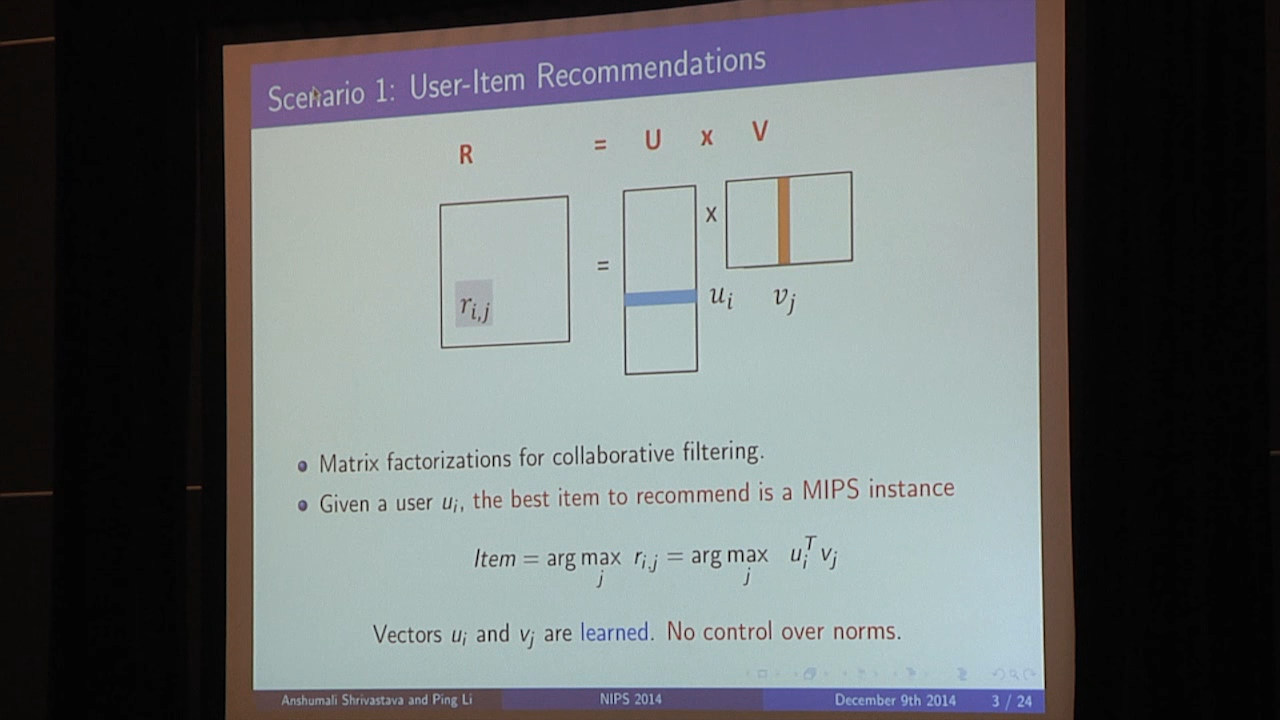 Scenario 1: User-Item Recommendations
R = U x V
= x
r_{i,j} u_i v_j
Matrix factorizations for collaborative filtering.
Given a user u_i, the best item to recommend is a MIPS instance
Item = arg max_j r_{i,j} = arg max_j u_i^T v_j
Vectors u_i and v_j are learned. No control over norms.
Anshumali Shrivastava and Ping Li NIPS 2014 December 9th 2014 3 / 24